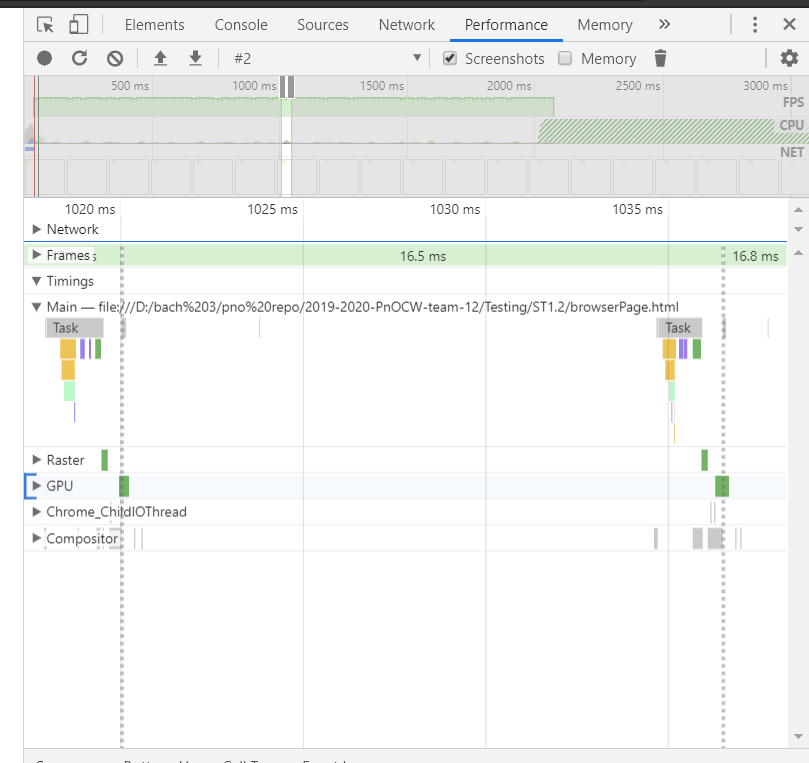 Elements Console Sources Network Performance Memory »
#2 Screenshots Memory
500 ms 1000 ms 1500 ms 2000 ms 2500 ms 3000 ms
FPS
CPU
NET
1020 ms 1025 ms 1030 ms 1035 ms
Network
Frames 16.5 ms 16.8 ms
Timings
Main — file:///D:/bach%203/pno%20repo/2019-2020-PnOCW-team-12/Testing/ST1.2/browserPage.html
Task Task
Raster
GPU
Chrome_ChildIOThread
Compositor